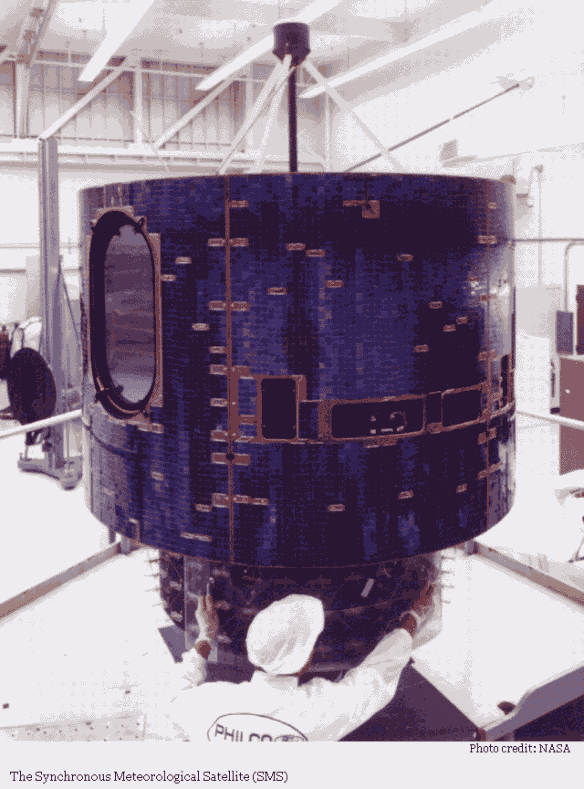 PHILCO
Photo credit: NASA
The Synchronous Meteorological Satellite (SMS)